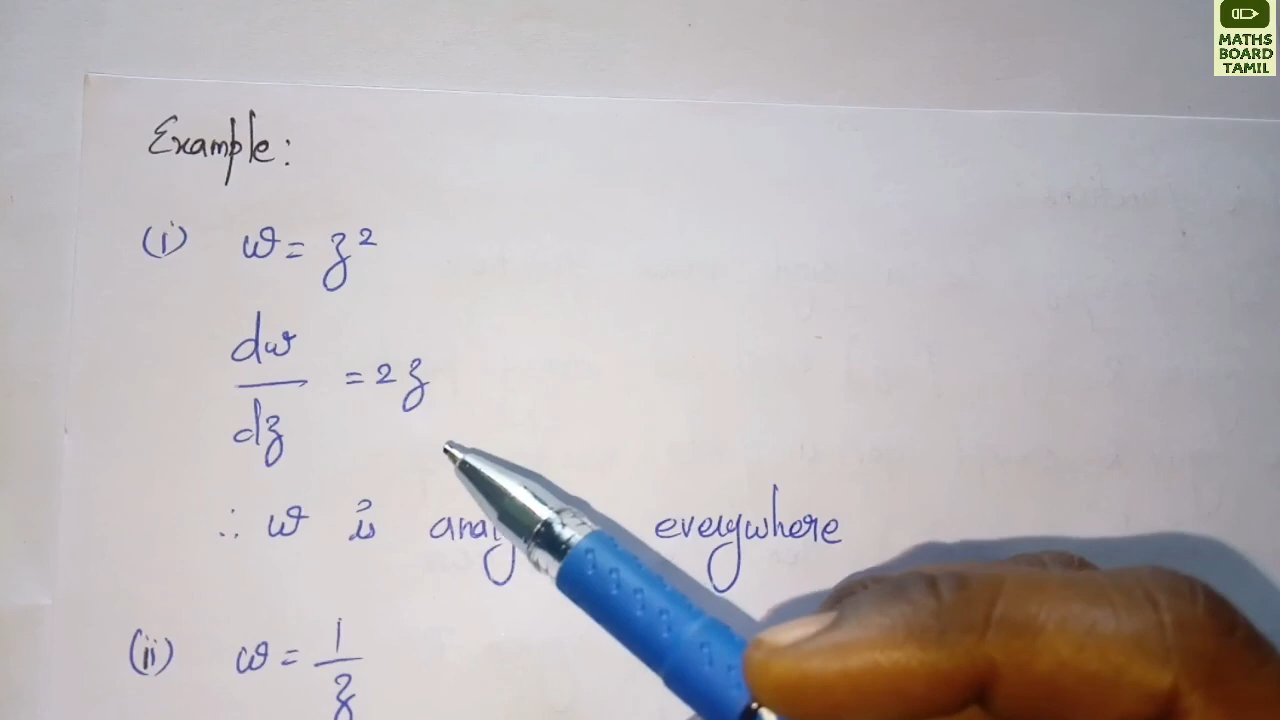 MATHS
BOARD
TAMIL
Example:
(i) w = z²
dw
—
dz
= 2z
∴ w is everywhere
(ii) w = 1/z